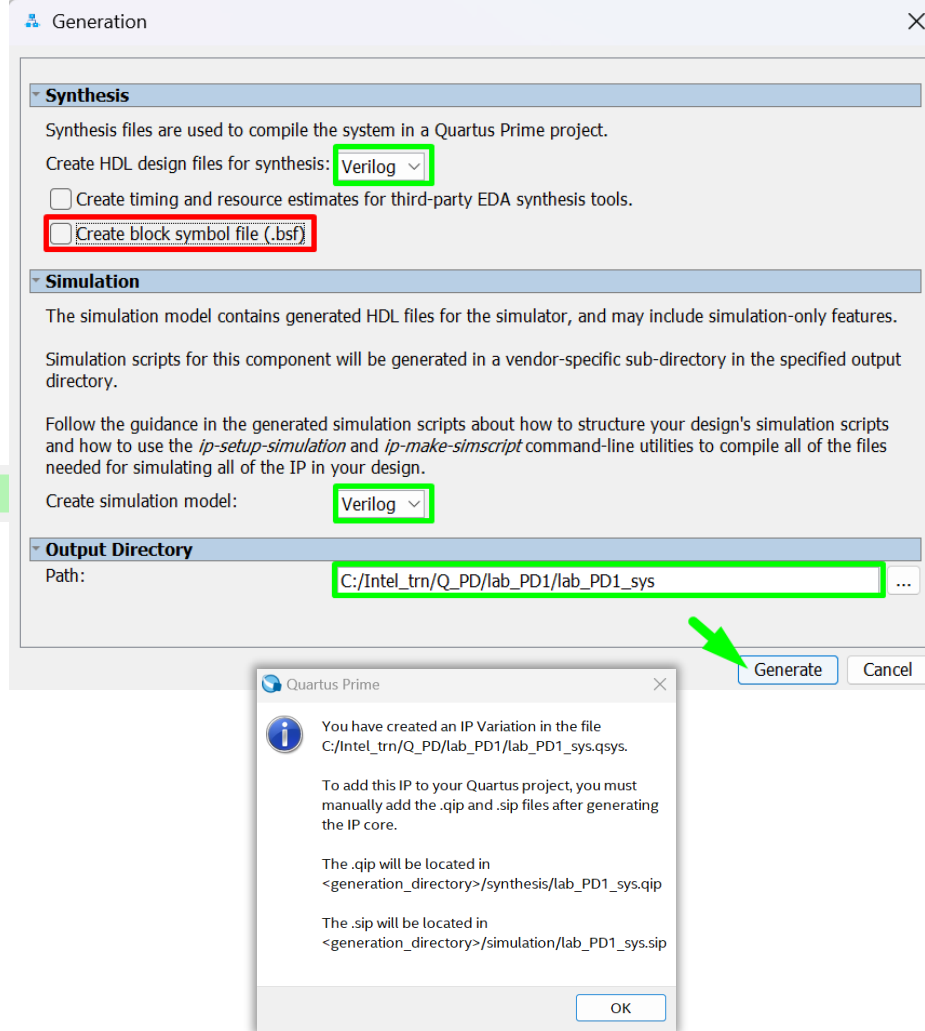 Generation
Synthesis
Synthesis files are used to compile the system in a Quartus Prime project.
Create HDL design files for synthesis: Verilog
Create timing and resource estimates for third-party EDA synthesis tools.
Create block symbol file (.bsf)
Simulation
The simulation model contains generated HDL files for the simulator, and may include simulation-only features.
Simulation scripts for this component will be generated in a vendor-specific sub-directory in the specified output
directory.
Follow the guidance in the generated simulation scripts about how to structure your design's simulation scripts
and how to use the ip-setup-simulation and ip-make-simscript command-line utilities to compile all of the files
needed for simulating all of the IP in your design.
Create simulation model: Verilog
Output Directory
Path: C:/Intel_trn/Q_PD/lab_PD1/lab_PD1_sys ...
Generate Cancel
Quartus Prime
You have created an IP Variation in the file
C:/Intel_trn/Q_PD/lab_PD1/lab_PD1_sys.qsys.
To add this IP to your Quartus project, you must
manually add the .qip and .sip files after generating
the IP core.
The .qip will be located in
<generation_directory>/synthesis/lab_PD1_sys.qip
The .sip will be located in
<generation_directory>/simulation/lab_PD1_sys.sip
OK